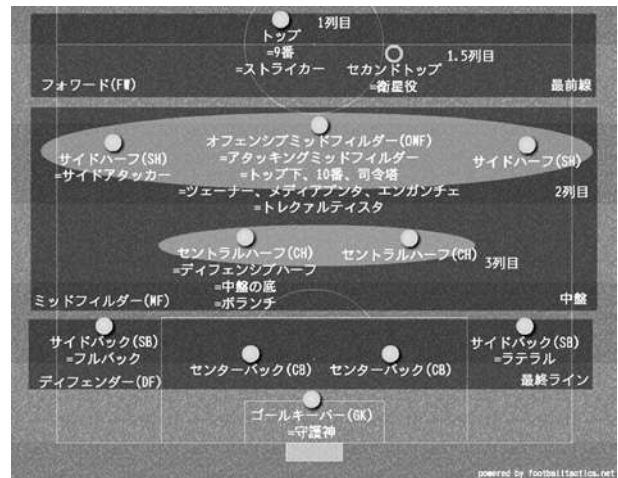 トップ
1列目
=9番
=ストライカー
セカンドトップ
1.5列目
=衛星役
フォワード(FW)
最前線
オフェンシブミッドフィルダー(OMF)
=アタッキングミッドフィルダー
=トップ下、10番、司令塔
=ツェーナー、メディアプンタ、エンガンチェ
=トレクァルティスタ
サイドハーフ(SH)
=サイドアタッカー
サイドハーフ(SH)
2列目
セントラルハーフ(CH)
=ディフェンシブハーフ
=中盤の底
=ボランチ
セントラルハーフ(CH)
3列目
ミッドフィルダー(MF)
中盤
サイドバック(SB)
=フルバック
センターバック(CB)
センターバック(CB)
サイドバック(SB)
=ラテラル
ディフェンダー(DF)
最終ライン
ゴールキーパー(GK)
=守護神
powered by footballtactics.net